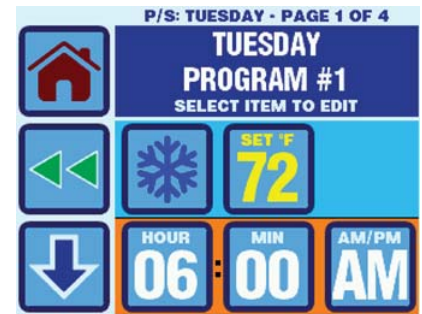 P/S: TUESDAY - PAGE 1 OF 4
TUESDAY
PROGRAM #1
SELECT ITEM TO EDIT
SET °F
72
HOUR MIN AM/PM
06 : 00 AM